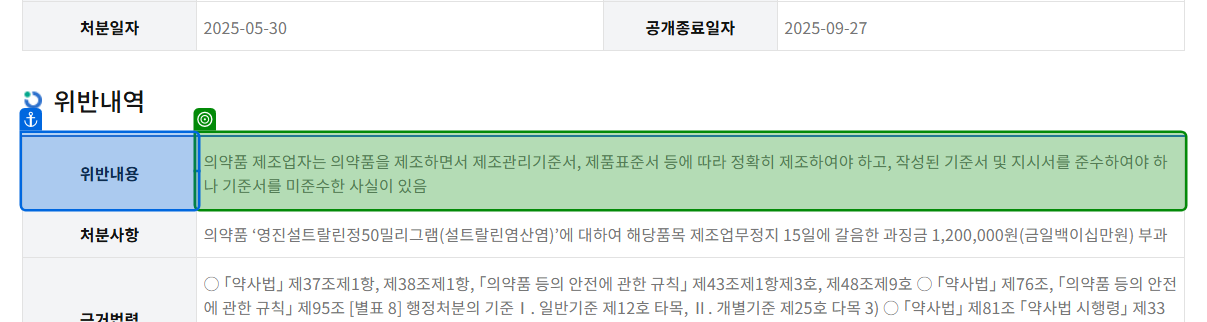 처분일자 2025-05-30 공개종료일자 2025-09-27
위반내역
위반내용 의약품 제조업자는 의약품을 제조하면서 제조관리기준서, 제품표준서 등에 따라 정확히 제조하여야 하고, 작성된 기준서 및 지시서를 준수하여야 하
나 기준서를 미준수한 사실이 있음
처분사항 의약품 ‘영진설트랄린정50밀리그램(설트랄린염산염)’에 대하여 해당품목 제조업무정지 15일에 갈음한 과징금 1,200,000원(금일백이십만원) 부과
○ ｢약사법｣ 제37조제1항, 제38조제1항, ｢의약품 등의 안전에 관한 규칙｣ 제43조제1항제3호, 제48조제9호 ○ ｢약사법｣ 제76조, ｢의약품 등의 안전
에 관한 규칙｣ 제95조 [별표 8] 행정처분의 기준 Ⅰ. 일반기준 제12호 타목, Ⅱ. 개별기준 제25호 다목 3) ○ ｢약사법｣ 제81조 ｢약사법 시행령｣ 제33
근거법령